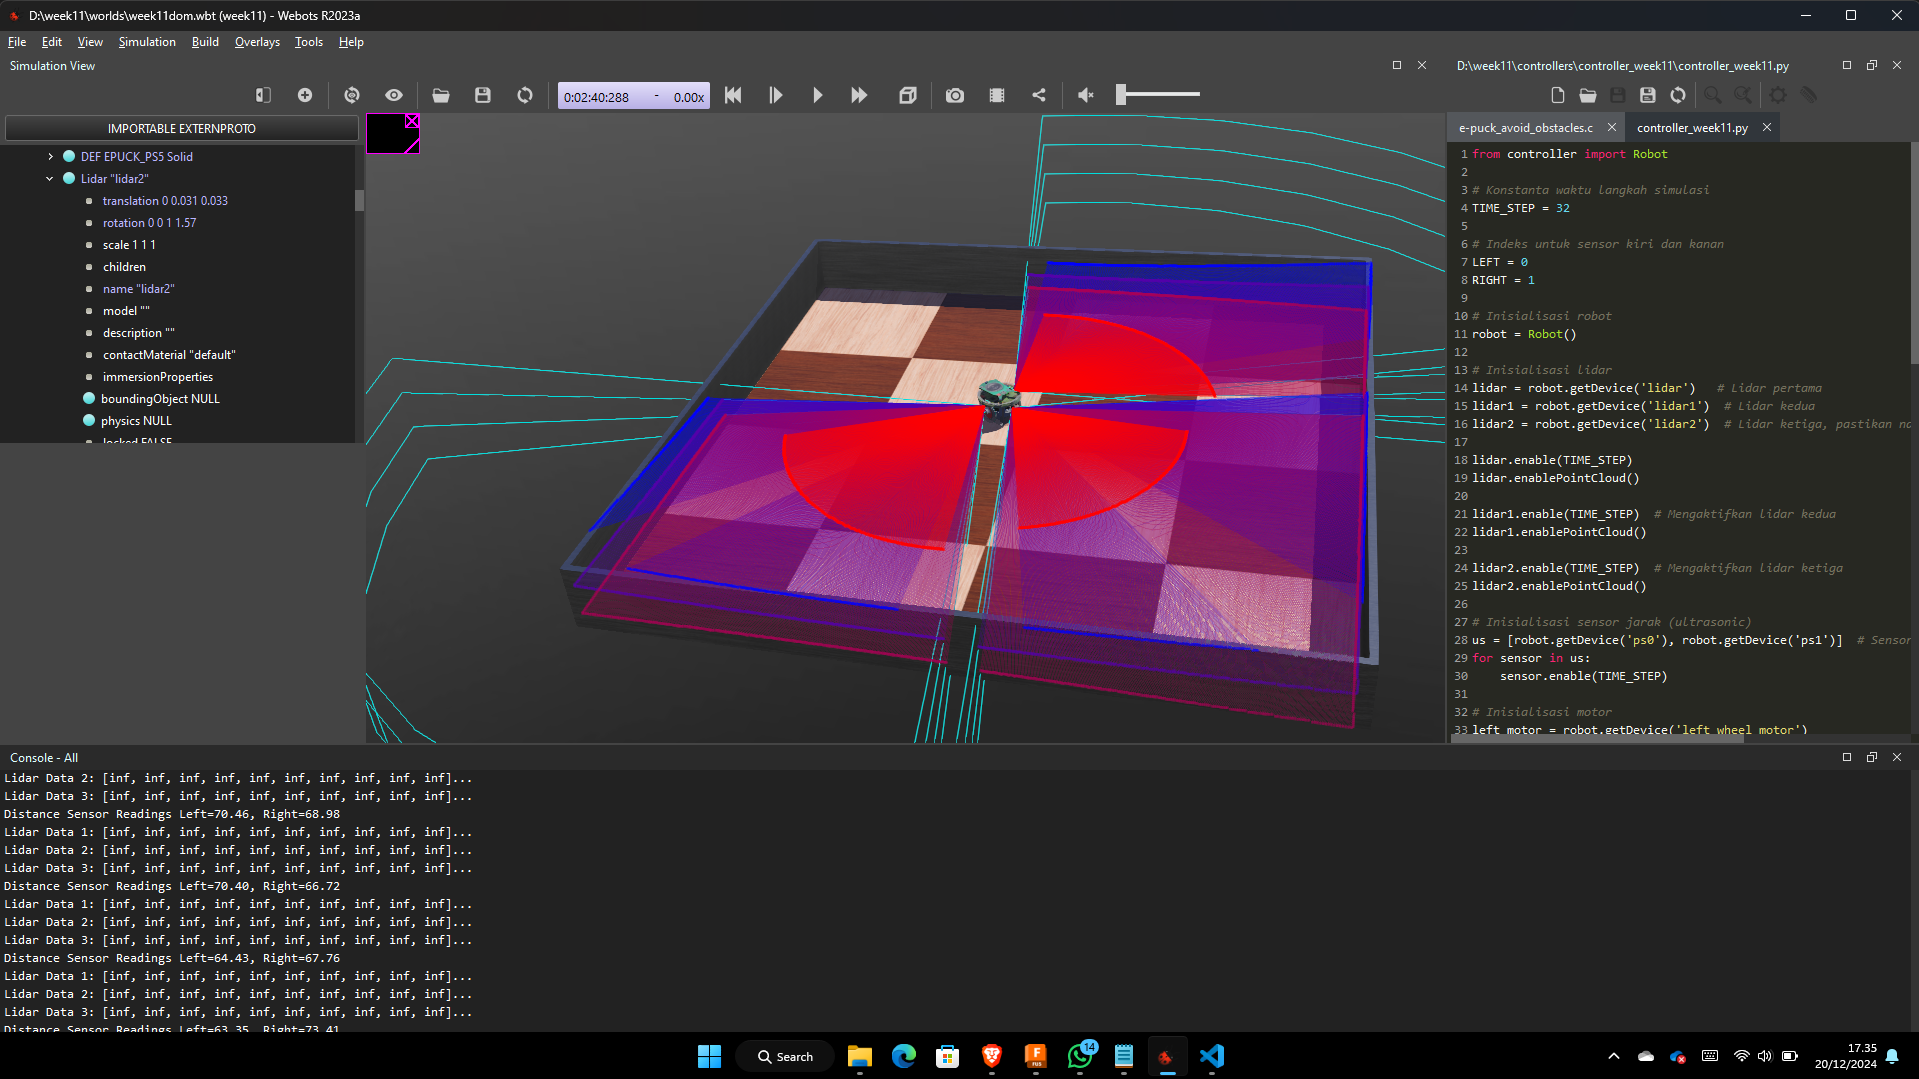 D:\week11\worlds\week11dom.wbt (week11) - Webots R2023a
File Edit View Simulation Build Overlays Tools Help
Simulation View
0:02:40:288 - 0.00x
IMPORTABLE EXTERNPROTO
DEF EPUCK_PS5 Solid
Lidar "lidar2"
translation 0 0.031 0.033
rotation 0 0 1 1.57
scale 1 1 1
children
name "lidar2"
model ""
description ""
contactMaterial "default"
immersionProperties
boundingObject NULL
physics NULL
locked FALSE
D:\week11\controllers\controller_week11\controller_week11.py
e-puck_avoid_obstacles.c controller_week11.py
1 from controller import Robot
2
3 # Konstanta waktu langkah simulasi
4 TIME_STEP = 32
5
6 # Indeks untuk sensor kiri dan kanan
7 LEFT = 0
8 RIGHT = 1
9
10 # Inisialisasi robot
11 robot = Robot()
12
13 # Inisialisasi lidar
14 lidar = robot.getDevice('lidar') # Lidar pertama
15 lidar1 = robot.getDevice('lidar1') # Lidar kedua
16 lidar2 = robot.getDevice('lidar2') # Lidar ketiga, pastikan na
17
18 lidar.enable(TIME_STEP)
19 lidar.enablePointCloud()
20
21 lidar1.enable(TIME_STEP) # Mengaktifkan lidar kedua
22 lidar1.enablePointCloud()
23
24 lidar2.enable(TIME_STEP) # Mengaktifkan lidar ketiga
25 lidar2.enablePointCloud()
26
27 # Inisialisasi sensor jarak (ultrasonic)
28 us = [robot.getDevice('ps0'), robot.getDevice('ps1')] # Sensor
29 for sensor in us:
30 sensor.enable(TIME_STEP)
31
32 # Inisialisasi motor
33 left_motor = robot.getDevice('left wheel motor')
Console - All
Lidar Data 2: [inf, inf, inf, inf, inf, inf, inf, inf, inf, inf]...
Lidar Data 3: [inf, inf, inf, inf, inf, inf, inf, inf, inf, inf]...
Distance Sensor Readings Left=70.46, Right=68.98
Lidar Data 1: [inf, inf, inf, inf, inf, inf, inf, inf, inf, inf]...
Lidar Data 2: [inf, inf, inf, inf, inf, inf, inf, inf, inf, inf]...
Lidar Data 3: [inf, inf, inf, inf, inf, inf, inf, inf, inf, inf]...
Distance Sensor Readings Left=70.40, Right=66.72
Lidar Data 1: [inf, inf, inf, inf, inf, inf, inf, inf, inf, inf]...
Lidar Data 2: [inf, inf, inf, inf, inf, inf, inf, inf, inf, inf]...
Lidar Data 3: [inf, inf, inf, inf, inf, inf, inf, inf, inf, inf]...
Distance Sensor Readings Left=64.43, Right=67.76
Lidar Data 1: [inf, inf, inf, inf, inf, inf, inf, inf, inf, inf]...
Lidar Data 2: [inf, inf, inf, inf, inf, inf, inf, inf, inf, inf]...
Lidar Data 3: [inf, inf, inf, inf, inf, inf, inf, inf, inf, inf]...
Distance Sensor Readings Left=63.35, Right=73.41
Search
14
17.35
20/12/2024